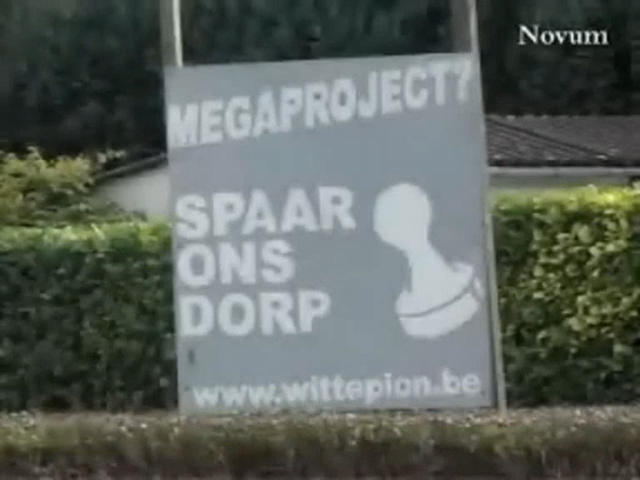 Novum
MEGAPROJECT?
SPAAR
ONS
DORP
www.wittepion.be